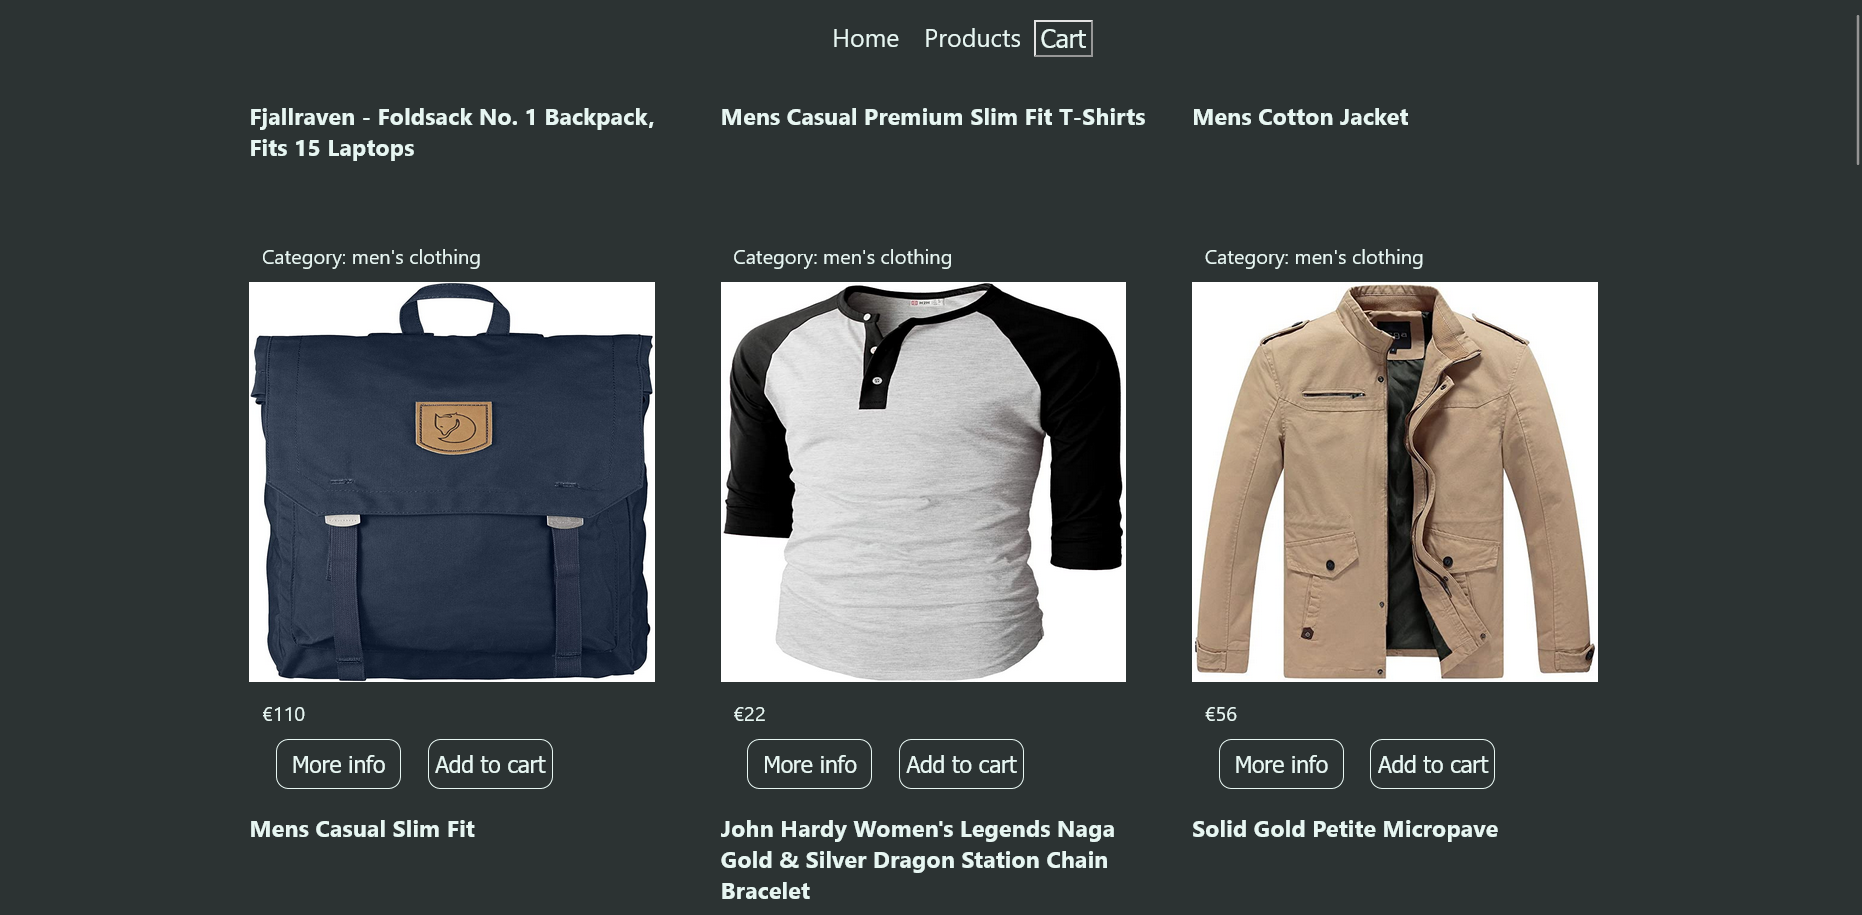 Home Products Cart
Fjallraven - Foldsack No. 1 Backpack,
Fits 15 Laptops
Mens Casual Premium Slim Fit T-Shirts
Mens Cotton Jacket
Category: men's clothing
Category: men's clothing
Category: men's clothing
€110
€22
€56
More info Add to cart
More info Add to cart
More info Add to cart
Mens Casual Slim Fit
John Hardy Women's Legends Naga
Gold & Silver Dragon Station Chain
Bracelet
Solid Gold Petite Micropave